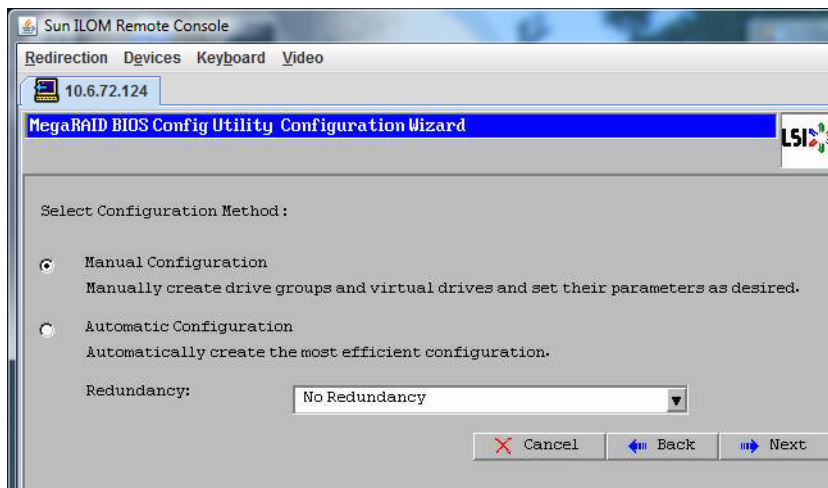 Sun ILOM Remote Console
Redirection Devices Keyboard Video
10.6.72.124
MegaRAID BIOS Config Utility Configuration Wizard
LSI
Select Configuration Method:
Manual Configuration
Manually create drive groups and virtual drives and set their parameters as desired.
Automatic Configuration
Automatically create the most efficient configuration.
Redundancy: No Redundancy
Cancel Back Next